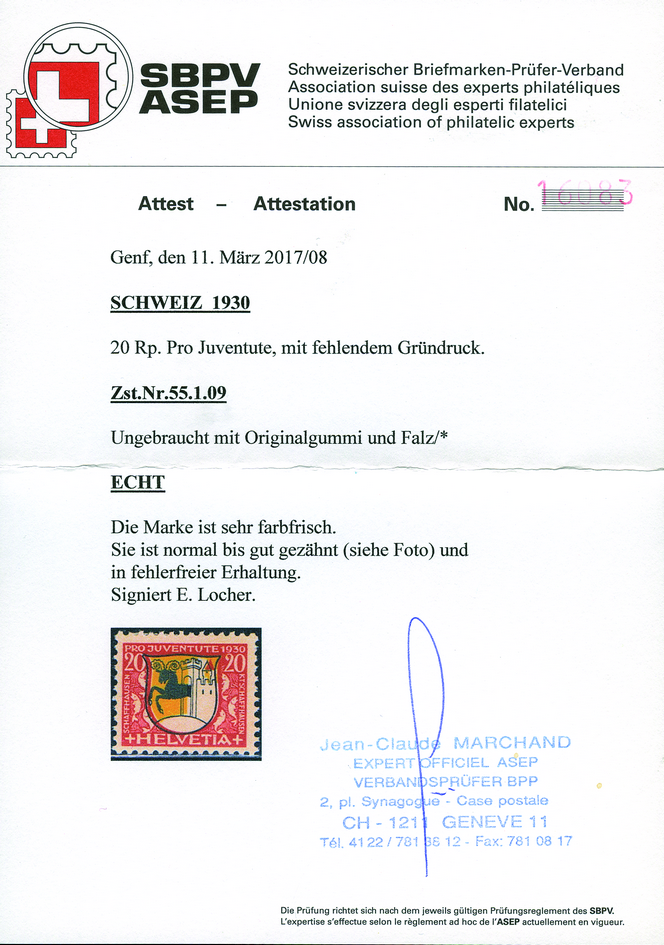 SBPV
ASEP
Schweizerischer Briefmarken-Prüfer-Verband
Association suisse des experts philatéliques
Unione svizzera degli esperti filatelici
Swiss association of philatelic experts
Attest – Attestation No. 16083
Genf, den 11. März 2017/08
SCHWEIZ 1930
20 Rp. Pro Juventute, mit fehlendem Gründruck.
Zst.Nr.55.1.09
Ungebraucht mit Originalgummi und Falz/*
ECHT
Die Marke ist sehr farbfrisch.
Sie ist normal bis gut gezähnt (siehe Foto) und
in fehlerfreier Erhaltung.
Signiert E. Locher.
PRO JUVENTUTE 1930
20 20
SCHAFFHAUSEN
KT.SCHAFFHAUSEN
+HELVETIA+
Jean-Claude MARCHAND
EXPERT OFFICIEL ASEP
VERBANDSPRÜFER BPP
2, pl. Synagogue - Case postale
CH - 1211 GENEVE 11
Tél. 41 22 / 781 36 12 - Fax: 781 08 17
Die Prüfung richtet sich nach dem jeweils gültigen Prüfungsreglement des SBPV.
L'expertise s'effectue selon le règlement ad hoc de l'ASEP actuellement en vigueur.